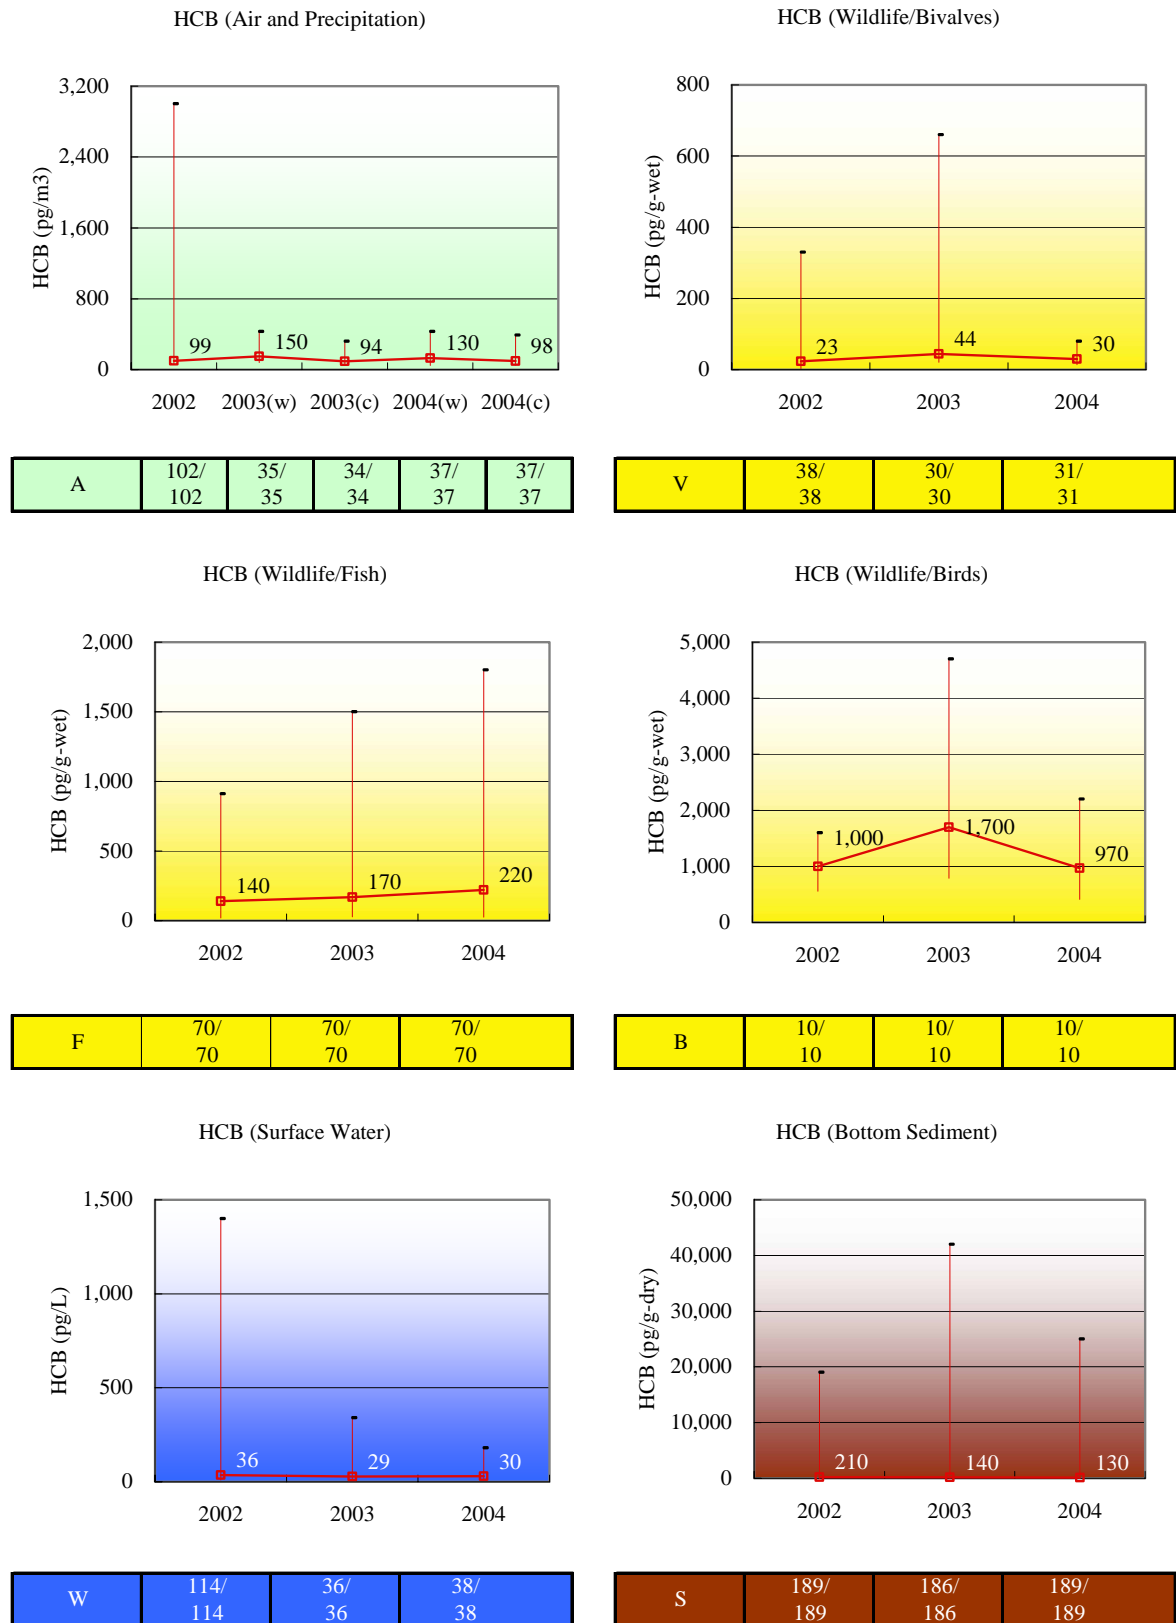 HCB (Air and Precipitation)
HCB (pg/m3)
3,200
2,400
1,600
800
0
99
150
94
130
98
2002 2003(w) 2003(c) 2004(w) 2004(c)
A 102/ 35/ 34/ 37/ 37/
102 35 34 37 37
HCB (Wildlife/Bivalves)
HCB (pg/g-wet)
800
600
400
200
0
23
44
30
2002 2003 2004
V 38/ 30/ 31/
38 30 31
HCB (Wildlife/Fish)
HCB (pg/g-wet)
2,000
1,500
1,000
500
0
140
170
220
2002 2003 2004
F 70/ 70/ 70/
70 70 70
HCB (Wildlife/Birds)
HCB (pg/g-wet)
5,000
4,000
3,000
2,000
1,000
0
1,000
1,700
970
2002 2003 2004
B 10/ 10/ 10/
10 10 10
HCB (Surface Water)
HCB (pg/L)
1,500
1,000
500
0
36
29
30
2002 2003 2004
W 114/ 36/ 38/
114 36 38
HCB (Bottom Sediment)
HCB (pg/g-dry)
50,000
40,000
30,000
20,000
10,000
0
210
140
130
2002 2003 2004
S 189/ 186/ 189/
189 186 189